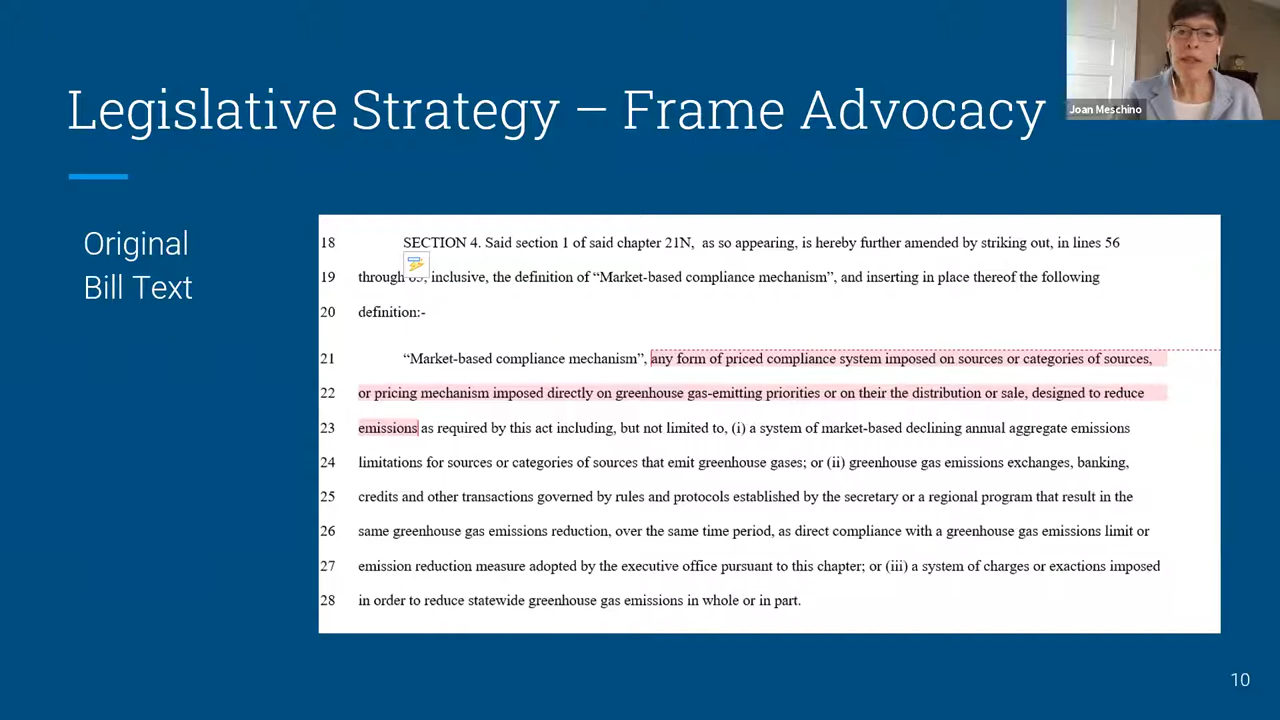 Legislative Strategy – Frame Advocacy
Joan Meschino
Original
Bill Text
18 SECTION 4. Said section 1 of said chapter 21N, as so appearing, is hereby further amended by striking out, in lines 56
19 through inclusive, the definition of “Market-based compliance mechanism”, and inserting in place thereof the following
20 definition:-
21 “Market-based compliance mechanism”, any form of priced compliance system imposed on sources or categories of sources,
22 or pricing mechanism imposed directly on greenhouse gas-emitting priorities or on their the distribution or sale, designed to reduce
23 emissions as required by this act including, but not limited to, (i) a system of market-based declining annual aggregate emissions
24 limitations for sources or categories of sources that emit greenhouse gases; or (ii) greenhouse gas emissions exchanges, banking,
25 credits and other transactions governed by rules and protocols established by the secretary or a regional program that result in the
26 same greenhouse gas emissions reduction, over the same time period, as direct compliance with a greenhouse gas emissions limit or
27 emission reduction measure adopted by the executive office pursuant to this chapter; or (iii) a system of charges or exactions imposed
28 in order to reduce statewide greenhouse gas emissions in whole or in part.
10